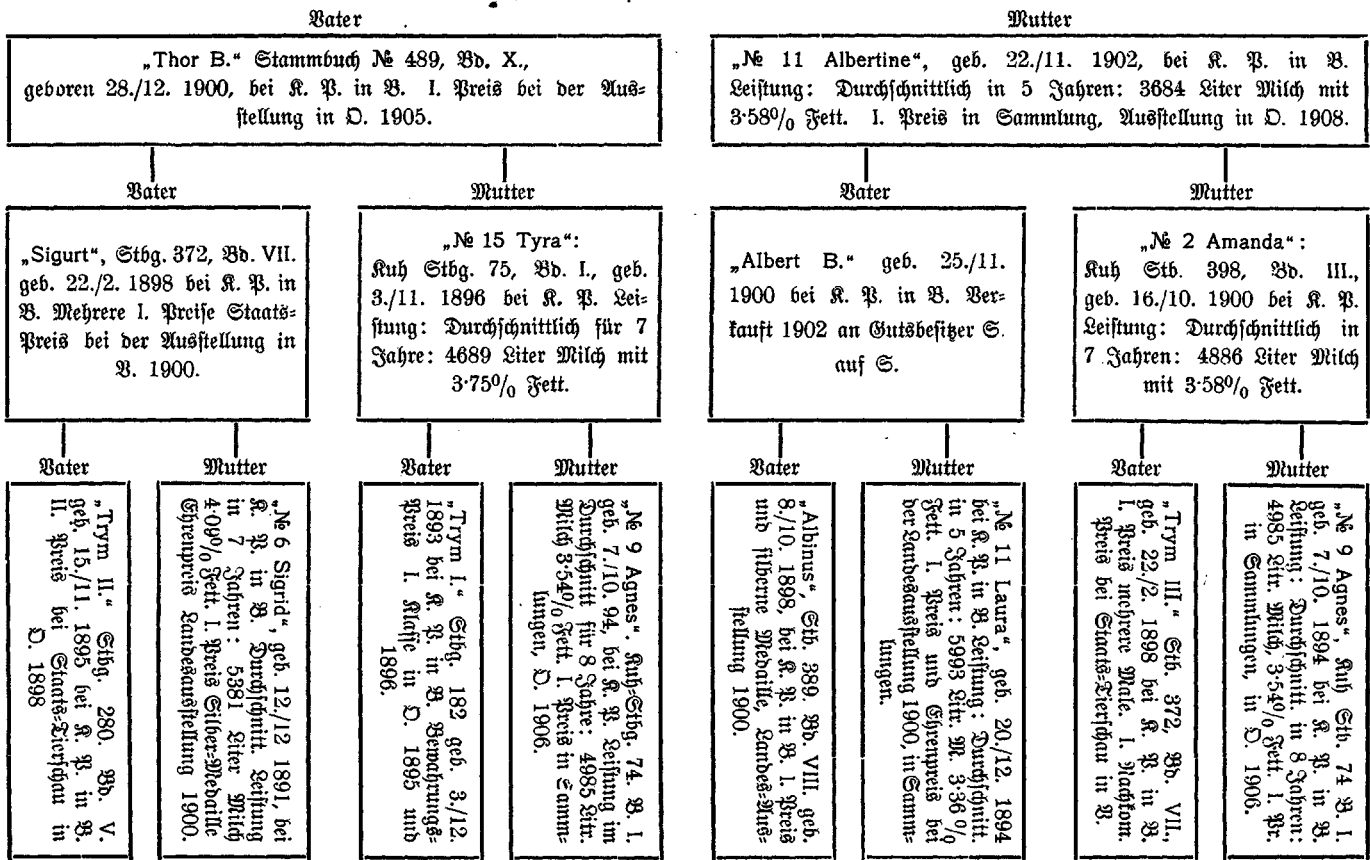 Vater
„Thor B.“ Stammbuch № 489, Bd. X.,
geboren 28./12. 1900, bei K. P. in B. I. Preis bei der Aus=
stellung in O. 1905.
Mutter
„№ 11 Albertine“, geb. 22./11. 1902, bei K. P. in B.
Leistung: Durchschnittlich in 5 Jahren: 3684 Liter Milch mit
3·58⁰/₀ Fett. I. Preis in Sammlung, Ausstellung in O. 1908.
Vater
„Sigurt“, Stbg. 372, Bd. VII.
geb. 22./2. 1898 bei K. P. in
B. Mehrere I. Preise Staats=
Preis bei der Ausstellung in
B. 1900.
Mutter
„№ 15 Tyra“:
Kuh Stbg. 75, Bd. I., geb.
3./11. 1896 bei K. P. Lei=
stung: Durchschnittlich für 7
Jahre: 4689 Liter Milch mit
3·75⁰/₀ Fett.
Vater
„Albert B.“ geb. 25./11.
1900 bei K. P. in B. Ver=
kauft 1902 an Gutsbesitzer S.
auf S.
Mutter
„№ 2 Amanda“:
Kuh Stb. 398, Bd. III.,
geb. 16./10. 1900 bei K. P.
Leistung: Durchschnittlich in
7 Jahren: 4886 Liter Milch
mit 3·58⁰/₀ Fett.
Vater
„Trym II.“ Stbg. 280. Bd. V.
geb. 15./11. 1895 bei K. P. in B.
II. Preis bei Staats=Tierschau in
O. 1898
Mutter
„№ 6 Sigrid“, geb. 12./12 1891, bei
K. P. in B. Durchschnitt. Leistung
in 7 Jahren: 5381 Liter Milch
4·09⁰/₀ Fett. I. Preis Silber=Medaille
Ehrenpreis Landesausstellung 1900.
Vater
„Trym I.“ Stbg. 182 geb. 3./12.
1893 bei K. P. in B. Bewahrungs=
Preis I. Klasse in O. 1895 und
1896.
Mutter
„№ 9 Agnes“. Kuh=Stbg. 74. B. I.
geb. 7./10. 94, bei K. P. Leistung im
Durchschnitt für 8 Jahre: 4985 Litr.
Milch 3·54⁰/₀ Fett. I. Preis in Samm=
lungen, O. 1906.
Vater
„Albinus“, Stb. 389. Bd. VIII. geb.
8./10. 1898, bei K. P. in B. I. Preis
und silberne Medaille, Landes=Aus=
stellung 1900.
Mutter
„№ 11 Laura“, geb. 20./12. 1894
bei K. P. in B. Leistung: Durchschnitt
in 5 Jahren: 5993 Litr. M. 3·36⁰/₀
Fett. I. Preis und Ehrenpreis bei
der Landesausstellung 1900, in Samm=
lungen.
Vater
„Trym III.“ Stb 372, Bd. VII.,
geb. 22./2. 1898 bei K. P. in B.
I. Preis mehrere Male. I. Nachkom.
Preis bei Staats=Tierschau in B.
Mutter
„№ 9 Agnes“, Kuh Stb. 74 B. I.
geb. 7./10. 1894 bei K. P. in B.
Leistung: Durchschnitt. in 8 Jahren:
4985 Litr. Milch, 3·54⁰/₀ Fett. I. Pr.
in Sammlungen, in O. 1906.